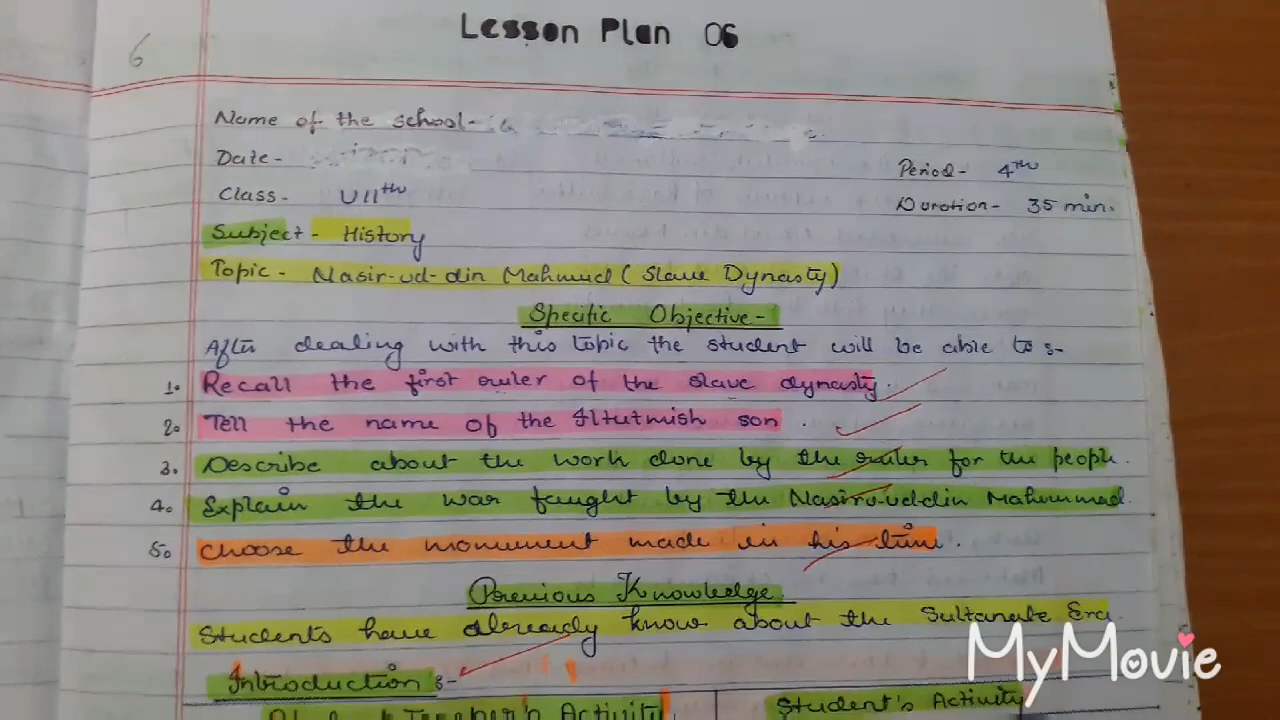 Lesson Plan 06
6
Name of the school-
Date-
Period- 4th
Class- VIIth
Duration- 35 min.
Subject- History
Topic- Nasir-ud-din Mahmud (Slave Dynasty)
Specific Objective-
After dealing with this topic the student will be able to :-
1. Recall the first ruler of the slave dynasty.
2. Tell the name of the Iltutmish son.
3. Describe about the work done by the ruler for the people.
4. Explain the war faught by the Nasiru-uddin Mahummad.
5. Choose the monument made in his time.
Previous Knowledge
Students have already know about the Sultanate Era.
Introduction :-
Teacher's Activity
Student's Activity
MyMovie